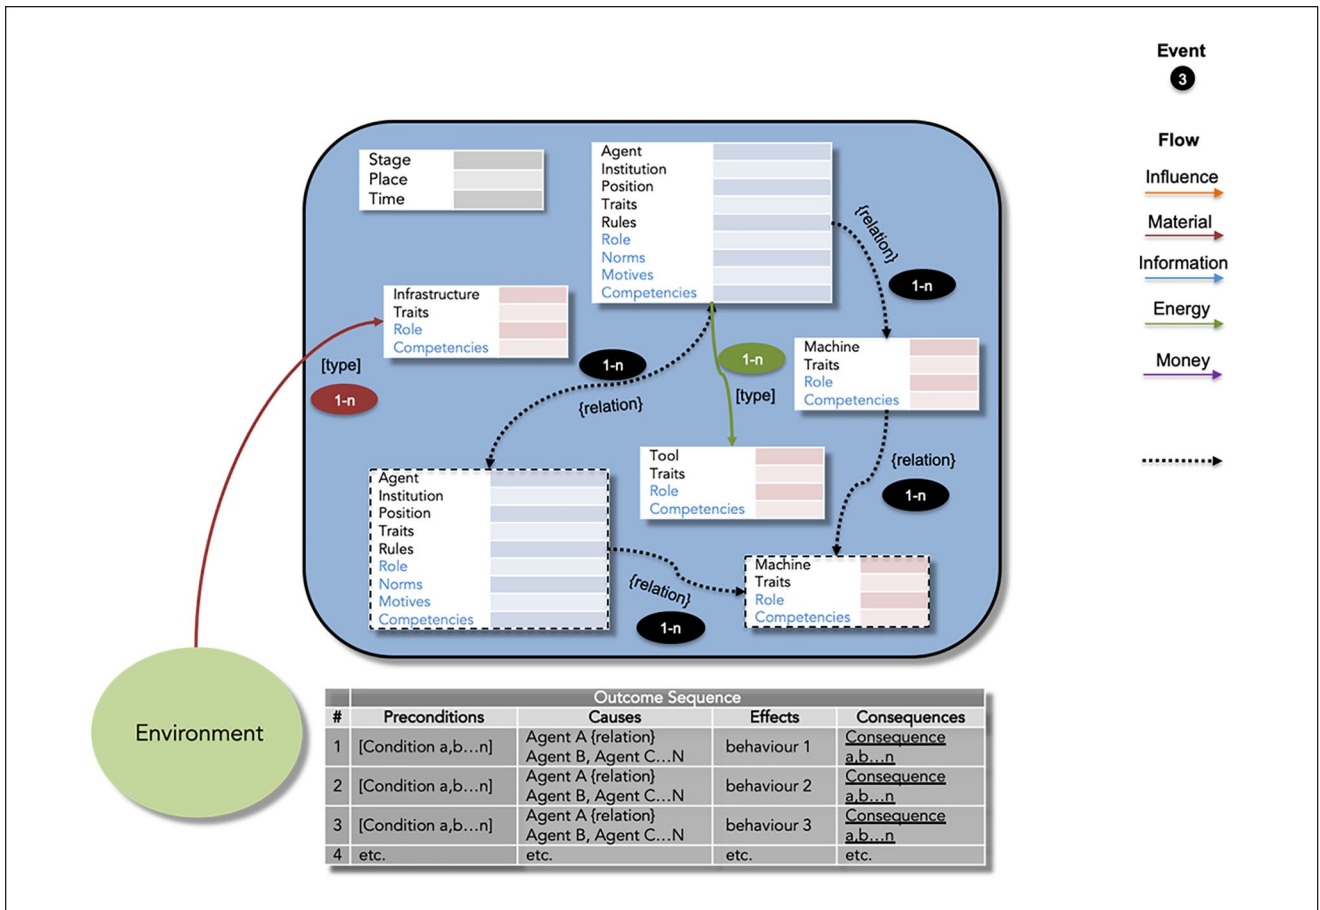 Event
3
Flow
Influence
Material
Information
Energy
Money
Stage
Place
Time
Agent
Institution
Position
Traits
Rules
Role
Norms
Motives
Competencies
{relation}
1-n
Infrastructure
Traits
Role
Competencies
[type]
1-n
1-n
{relation}
1-n
[type]
Machine
Traits
Role
Competencies
{relation}
1-n
Tool
Traits
Role
Competencies
Agent
Institution
Position
Traits
Rules
Role
Norms
Motives
Competencies
{relation}
1-n
Machine
Traits
Role
Competencies
Environment
Outcome Sequence
# Preconditions Causes Effects Consequences
1 [Condition a,b...n] Agent A {relation} Agent B, Agent C...N behaviour 1 Consequence a,b...n
2 [Condition a,b...n] Agent A {relation} Agent B, Agent C...N behaviour 2 Consequence a,b...n
3 [Condition a,b...n] Agent A {relation} Agent B, Agent C...N behaviour 3 Consequence a,b...n
4 etc. etc. etc. etc.